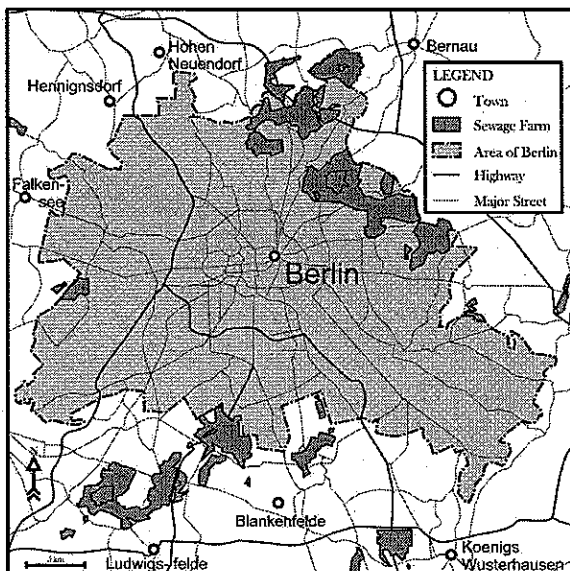 Hohen
Neuendorf
Bernau
Hennigsdorf
Falken-
see
Berlin
Blankenfelde
Ludwigs-felde
Koenigs
Wusterhausen
LEGEND
Town
Sewage Farm
Area of Berlin
Highway
Major Street